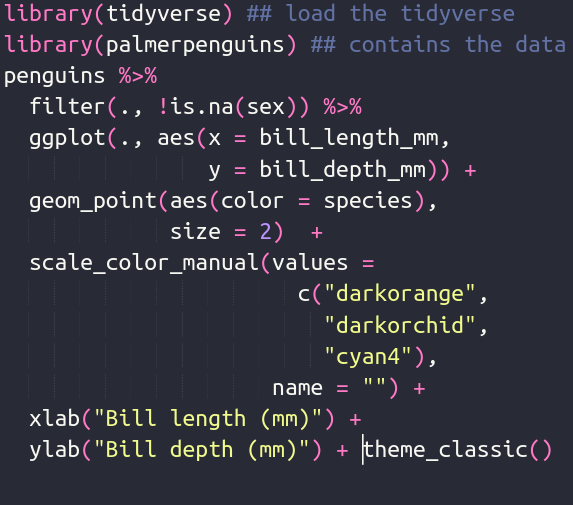 library(tidyverse) ## load the tidyverse
library(palmerpenguins) ## contains the data
penguins %>%
  filter(., !is.na(sex)) %>%
  ggplot(., aes(x = bill_length_mm,
                y = bill_depth_mm)) +
  geom_point(aes(color = species),
             size = 2)  +
  scale_color_manual(values =
                       c("darkorange",
                         "darkorchid",
                         "cyan4"),
                     name = "") +
  xlab("Bill length (mm)") +
  ylab("Bill depth (mm)") + theme_classic()